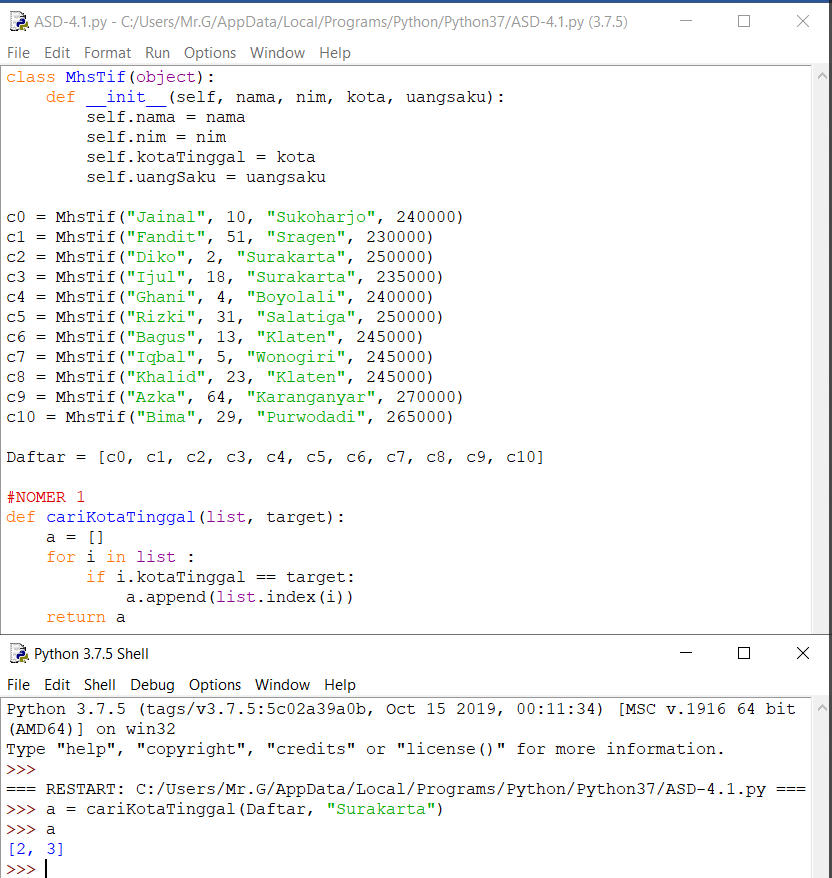 ASD-4.1.py - C:/Users/Mr.G/AppData/Local/Programs/Python/Python37/ASD-4.1.py (3.7.5)
File Edit Format Run Options Window Help
class MhsTif(object):
    def __init__(self, nama, nim, kota, uangsaku):
        self.nama = nama
        self.nim = nim
        self.kotaTinggal = kota
        self.uangSaku = uangsaku

c0 = MhsTif("Jainal", 10, "Sukoharjo", 240000)
c1 = MhsTif("Fandit", 51, "Sragen", 230000)
c2 = MhsTif("Diko", 2, "Surakarta", 250000)
c3 = MhsTif("Ijul", 18, "Surakarta", 235000)
c4 = MhsTif("Ghani", 4, "Boyolali", 240000)
c5 = MhsTif("Rizki", 31, "Salatiga", 250000)
c6 = MhsTif("Bagus", 13, "Klaten", 245000)
c7 = MhsTif("Iqbal", 5, "Wonogiri", 245000)
c8 = MhsTif("Khalid", 23, "Klaten", 245000)
c9 = MhsTif("Azka", 64, "Karanganyar", 270000)
c10 = MhsTif("Bima", 29, "Purwodadi", 265000)

Daftar = [c0, c1, c2, c3, c4, c5, c6, c7, c8, c9, c10]

#NOMER 1
def cariKotaTinggal(list, target):
    a = []
    for i in list :
        if i.kotaTinggal == target:
            a.append(list.index(i))
    return a
Python 3.7.5 Shell
File Edit Shell Debug Options Window Help
Python 3.7.5 (tags/v3.7.5:5c02a39a0b, Oct 15 2019, 00:11:34) [MSC v.1916 64 bit
(AMD64)] on win32
Type "help", "copyright", "credits" or "license()" for more information.
>>>
=== RESTART: C:/Users/Mr.G/AppData/Local/Programs/Python/Python37/ASD-4.1.py ===
>>> a = cariKotaTinggal(Daftar, "Surakarta")
>>> a
[2, 3]
>>>